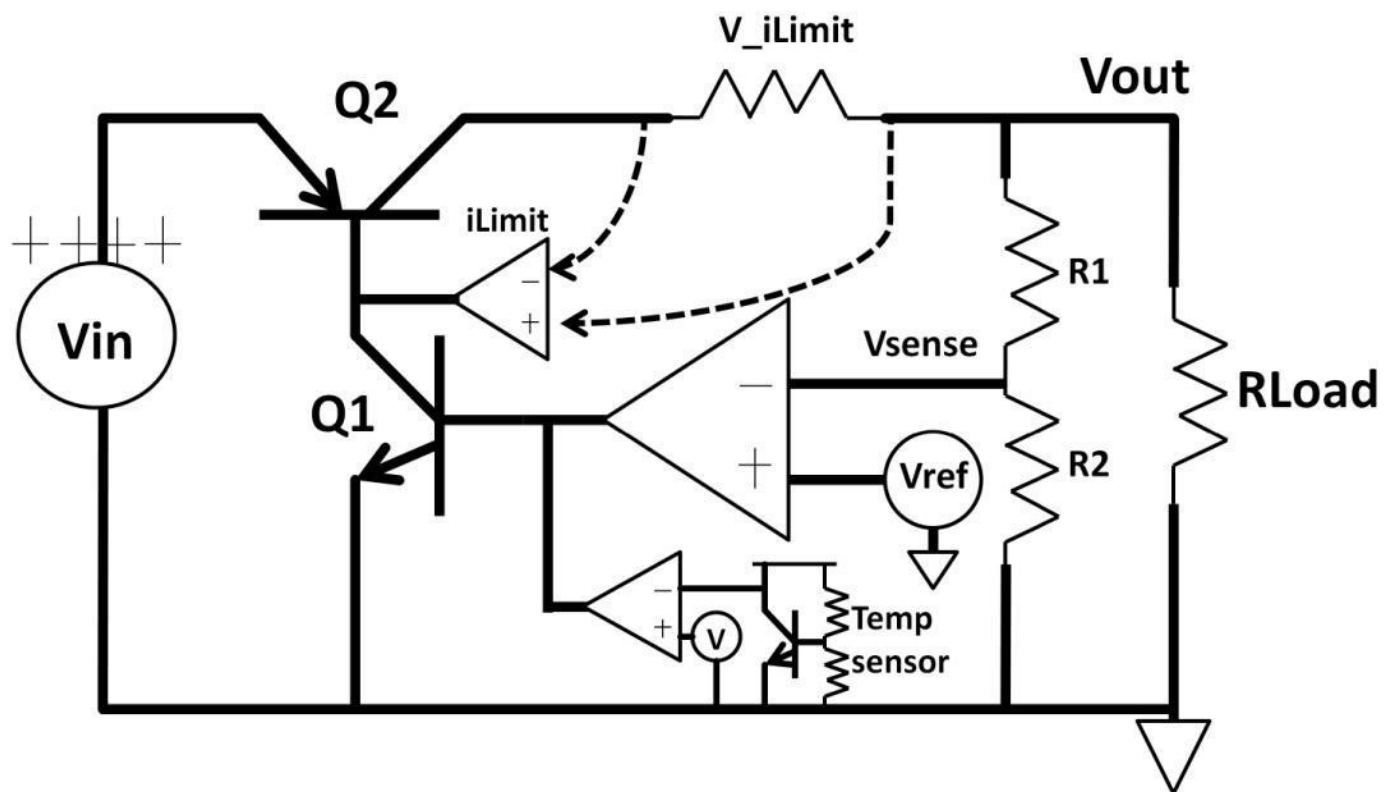 V_iLimit
Vout
Q2
iLimit
− 
+
R1
Vin
Vsense
RLoad
Q1
−
+
Vref
R2
−
+
V
Temp
sensor